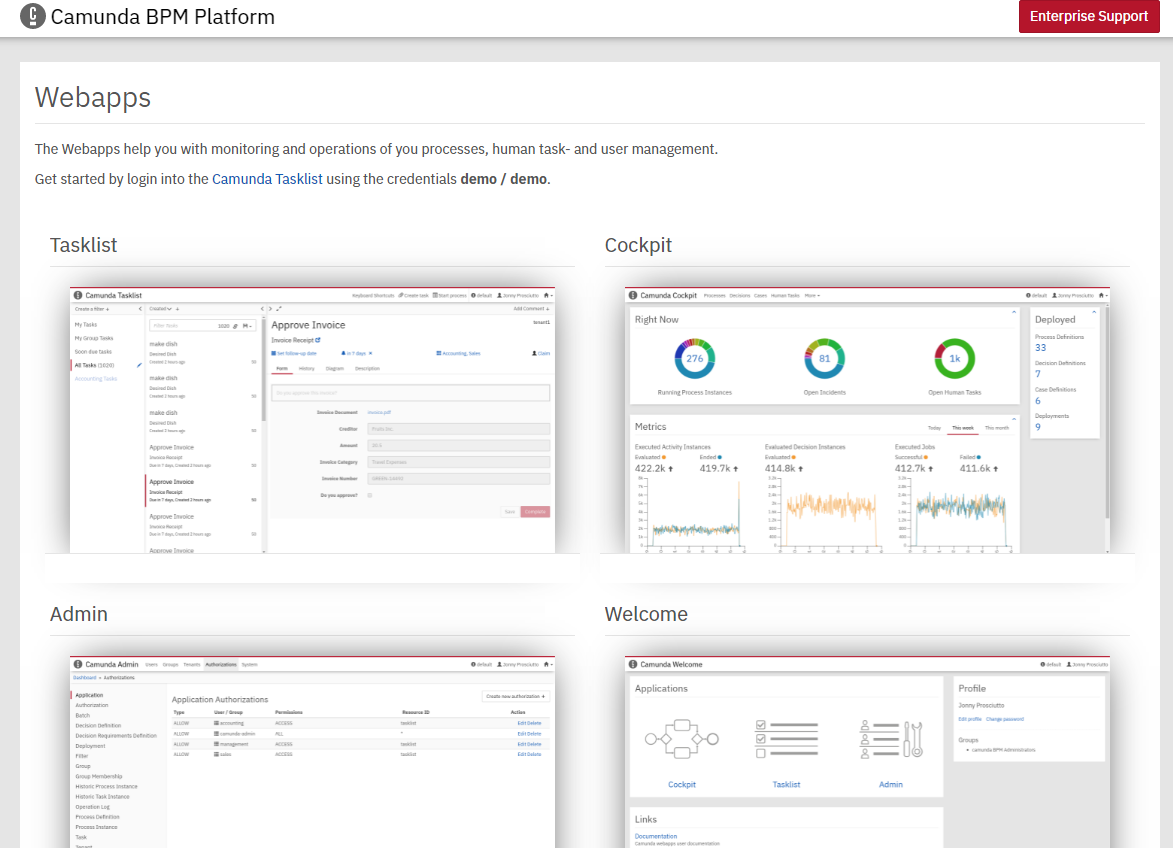 Camunda BPM Platform
Enterprise Support
Webapps
The Webapps help you with monitoring and operations of you processes, human task- and user management.
Get started by login into the Camunda Tasklist using the credentials demo / demo.
Tasklist
Camunda Tasklist
Keyboard Shortcuts Create task Start process default Jonny Prosciutto
Create a filter + Created + Add Comment +
My Tasks
My Group Tasks
Soon due Tasks
All Tasks (1020)
Accounting Tasks
Filter Tasks 1020
make dish
Desired Dish
Created 2 hours ago 50
make dish
Desired Dish
Created 2 hours ago 50
make dish
Desired Dish
Created 2 hours ago 50
Approve Invoice
Invoice Receipt
Due in 7 days, Created 2 hours ago 50
Approve Invoice
Invoice Receipt
Due in 7 days, Created 2 hours ago 50
Approve Invoice
Invoice Receipt
Due in 7 days, Created 2 hours ago 50
Approve Invoice
Approve Invoice tenant1
Invoice Receipt
Set follow-up date in 7 days × Accounting, Sales Claim
Form History Diagram Description
Do you approve this invoice?
Invoice Document invoice.pdf
Creditor
Amount
Invoice Category Travel Expenses
Invoice Number
Do you approve?
Save Complete
Cockpit
Camunda Cockpit Processes Decisions Cases Human Tasks More default Jonny Prosciutto
Right Now
276
81
1k
Running Process Instances
Open Incidents
Open Human Tasks
Deployed
Process Definitions
33
Decision Definitions
7
Case Definitions
6
Deployments
9
Metrics
Today This week This month
Executed Activity Instances
Evaluated Ended
422.2k 419.7k
Executed Decision Instances
Evaluated
414.8k
Executed Jobs
Successful Failed
412.7k 411.6k
Admin
Camunda Admin Users Groups Tenants Authorizations System default Jonny Prosciutto
Dashboard » Authorizations
Application
Authorization
Batch
Decision Definition
Decision Requirements Definition
Deployment
Filter
Group
Group Membership
Historic Process Instance
Historic Task Instance
Operation Log
Process Definition
Process Instance
Task
Tenant
Application Authorizations
Create new authorization +
Type User / Group Permissions Resource ID Action
ALLOW accounting ACCESS tasklist Edit Delete
ALLOW camunda-admin ALL * Edit Delete
ALLOW management ACCESS tasklist Edit Delete
ALLOW sales ACCESS tasklist Edit Delete
Welcome
Camunda Welcome
default Jonny Prosciutto
Applications
Cockpit
Tasklist
Admin
Links
Documentation
Camunda webapps user documentation
Profile
Jonny Prosciutto
Edit profile Change password
Groups
camunda BPM Administrators